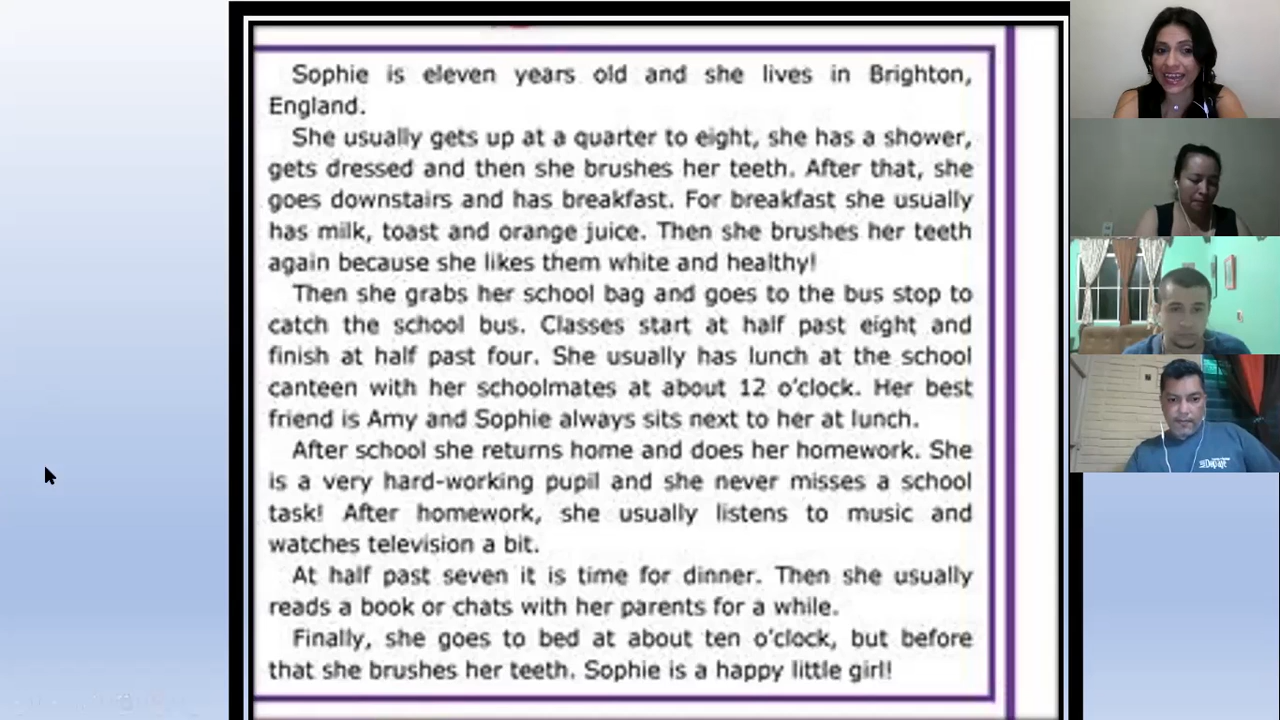 Sophie is eleven years old and she lives in Brighton,
England.
She usually gets up at a quarter to eight, she has a shower,
gets dressed and then she brushes her teeth. After that, she
goes downstairs and has breakfast. For breakfast she usually
has milk, toast and orange juice. Then she brushes her teeth
again because she likes them white and healthy!
Then she grabs her school bag and goes to the bus stop to
catch the school bus. Classes start at half past eight and
finish at half past four. She usually has lunch at the school
canteen with her schoolmates at about 12 o'clock. Her best
friend is Amy and Sophie always sits next to her at lunch.
After school she returns home and does her homework. She
is a very hard-working pupil and she never misses a school
task! After homework, she usually listens to music and
watches television a bit.
At half past seven it is time for dinner. Then she usually
reads a book or chats with her parents for a while.
Finally, she goes to bed at about ten o'clock, but before
that she brushes her teeth. Sophie is a happy little girl!